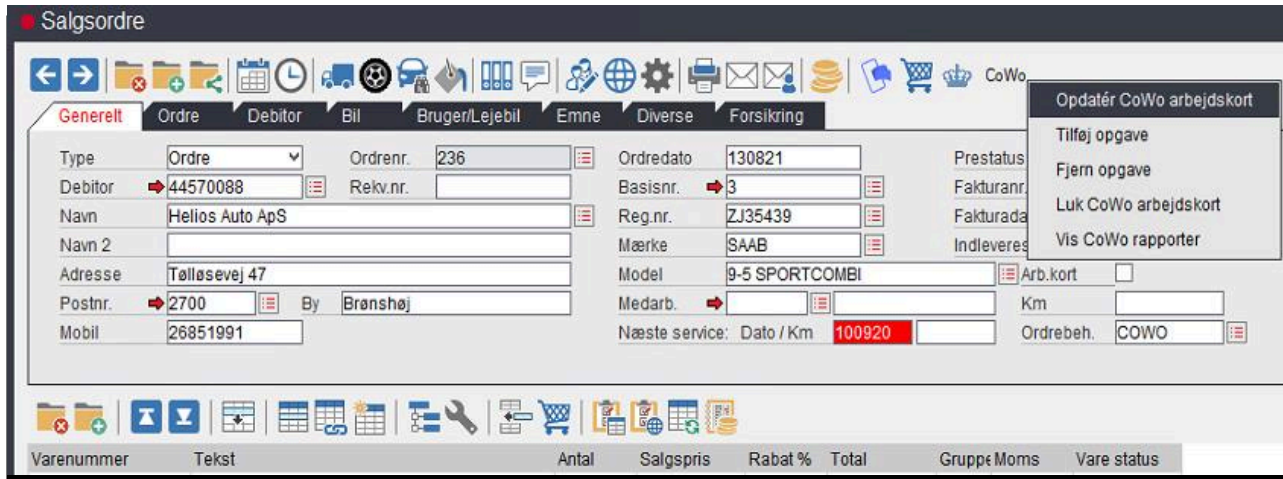 Salgsordre
CoWo
Opdatér CoWo arbejdskort
Tilføj opgave
Fjern opgave
Luk CoWo arbejdskort
Vis CoWo rapporter
Generelt Ordre Debitor Bil Bruger/Lejebil Emne Diverse Forsikring
Type Ordre Ordrenr. 236 Ordredato 130821 Prestatus
Debitor 44570088 Rekv.nr. Basisnr. 3 Fakturanr.
Navn Helios Auto ApS Reg.nr. ZJ35439 Fakturada
Navn 2 Mærke SAAB Indleveres
Adresse Tølløsevej 47 Model 9-5 SPORTCOMBI Arb.kort
Postnr. 2700 By Brønshøj Medarb. Km
Mobil 26851991 Næste service: Dato / Km 100920 Ordrebeh. COWO
Varenummer Tekst Antal Salgspris Rabat % Total Gruppe Moms Vare status